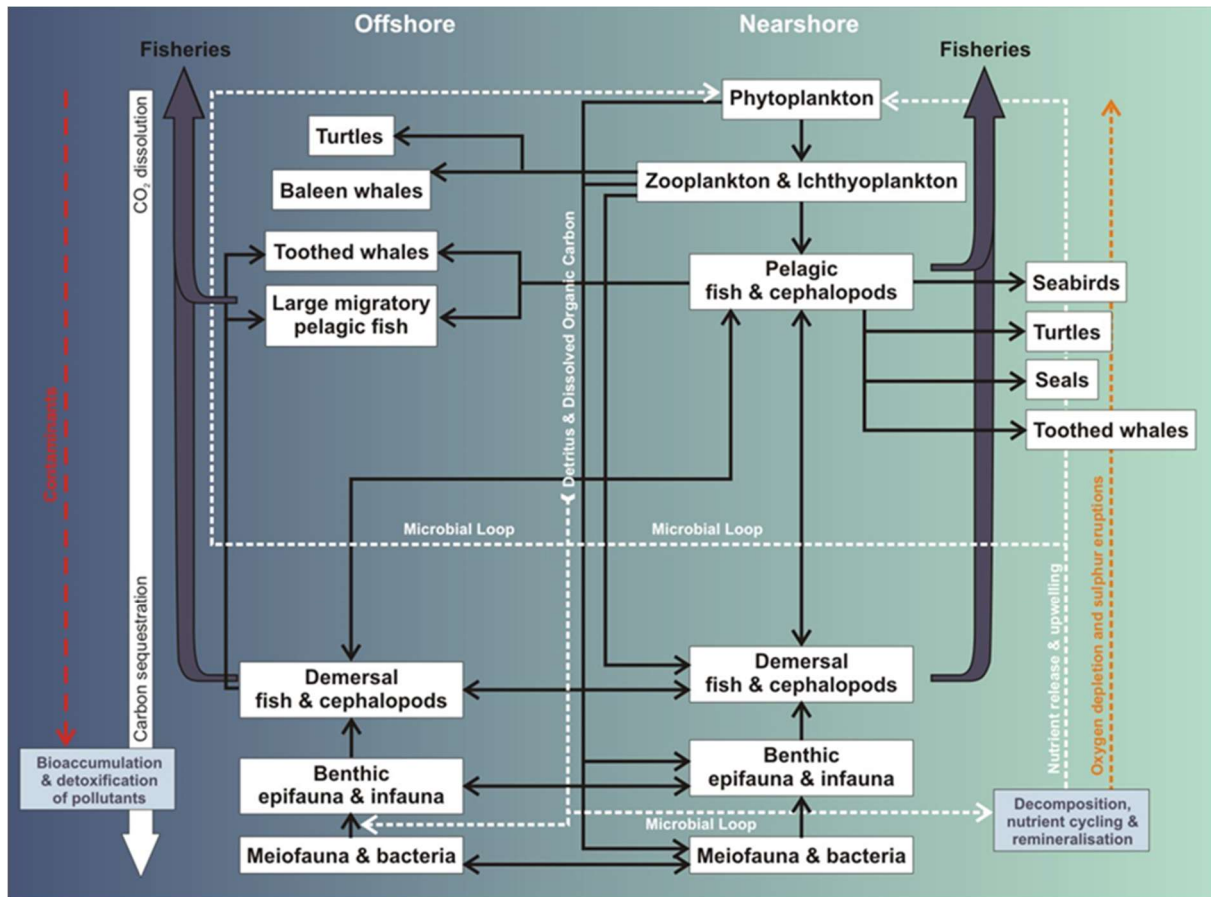 Offshore
Nearshore
Fisheries
Fisheries
Phytoplankton
Turtles
Zooplankton & Ichthyoplankton
Baleen whales
Toothed whales
Large migratory
pelagic fish
Pelagic
fish & cephalopods
Seabirds
Turtles
Seals
Toothed whales
CO₂ dissolution
Contaminants
Carbon sequestration
Detritus & Dissolved Organic Carbon
Microbial Loop
Microbial Loop
Nutrient release & upwelling
Oxygen depletion and sulphur eruptions
Demersal
fish & cephalopods
Demersal
fish & cephalopods
Bioaccumulation
& detoxification
of pollutants
Benthic
epifauna & infauna
Benthic
epifauna & infauna
Decomposition,
nutrient cycling &
remineralisation
Microbial Loop
Meiofauna & bacteria
Meiofauna & bacteria